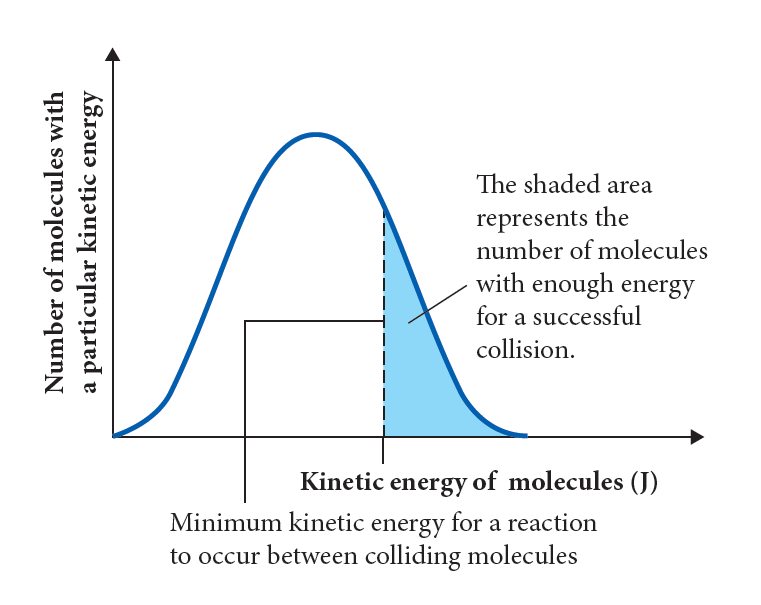 Number of molecules with
a particular kinetic energy
The shaded area
represents the
number of molecules
with enough energy
for a successful
collision.
Kinetic energy of molecules (J)
Minimum kinetic energy for a reaction
to occur between colliding molecules